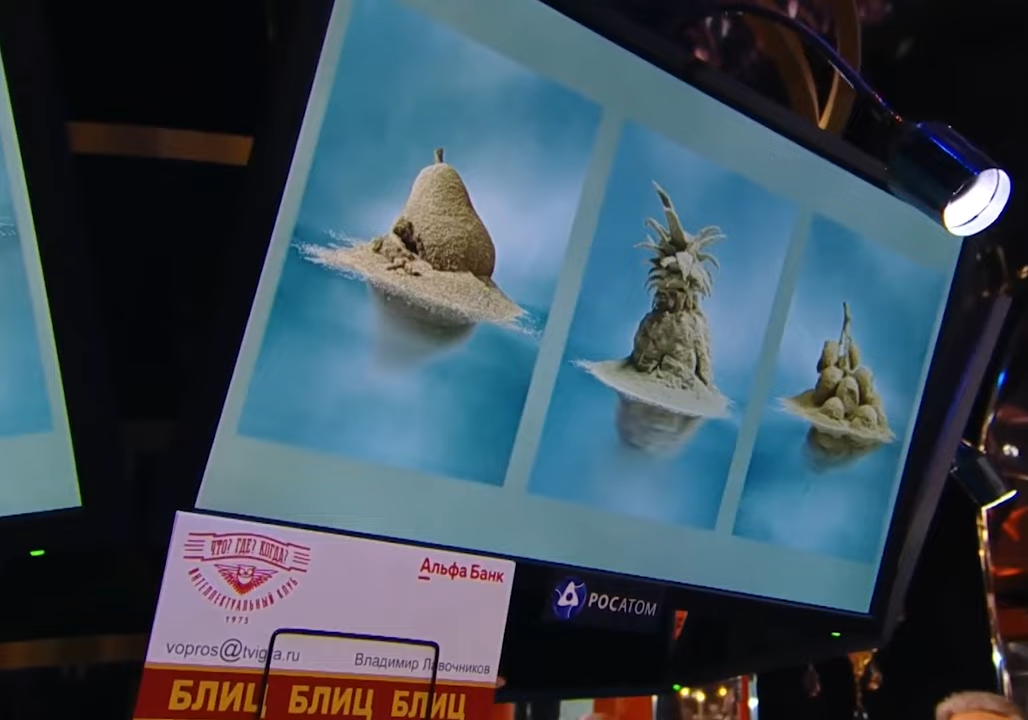 ЧТО? ГДЕ? КОГДА?
ИНТЕЛЛЕКТУАЛЬНЫЙ КЛУБ
1975
Альфа Банк
vopros@tvigra.ru
Владимир Лавочников
БЛИЦ БЛИЦ БЛИЦ
РОСАТОМ